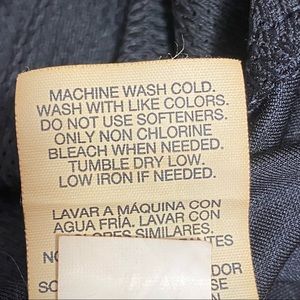 MACHINE WASH COLD.
WASH WITH LIKE COLORS.
DO NOT USE SOFTENERS.
ONLY NON CHLORINE
BLEACH WHEN NEEDED.
TUMBLE DRY LOW.
LOW IRON IF NEEDED.
LAVAR A MÁQUINA CON
AGUA FRÍA. LAVAR CON
SIMILARES.